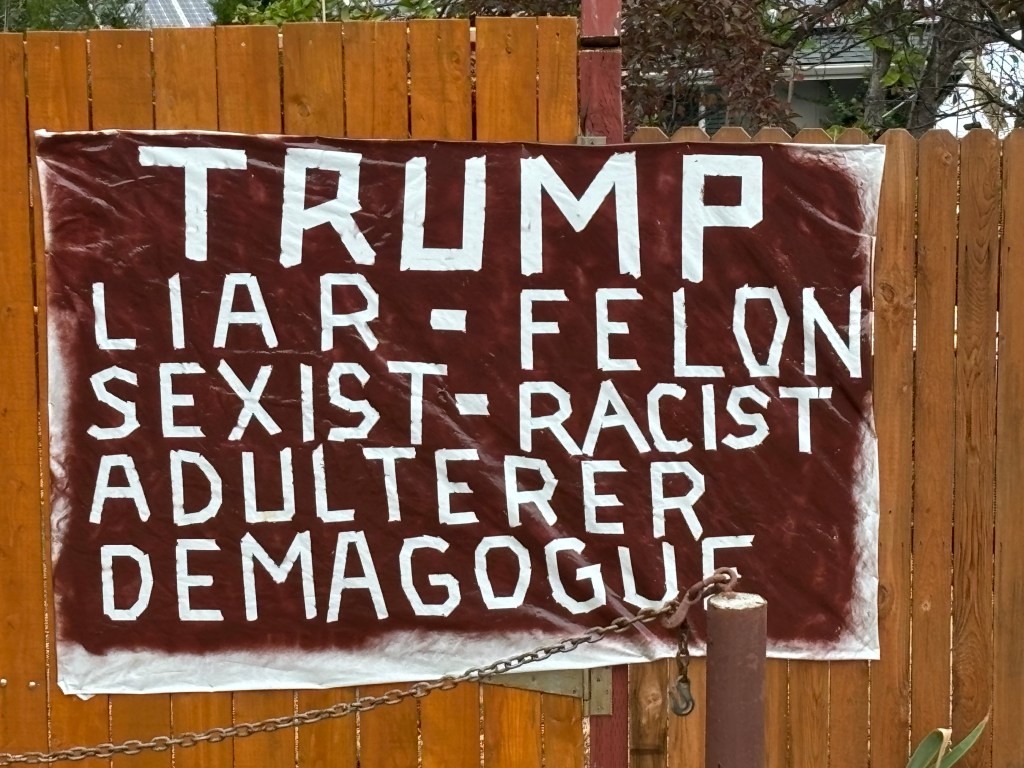 TRUMP
LIAR - FELON
SEXIST - RACIST
ADULTERER
DEMAGOGUE